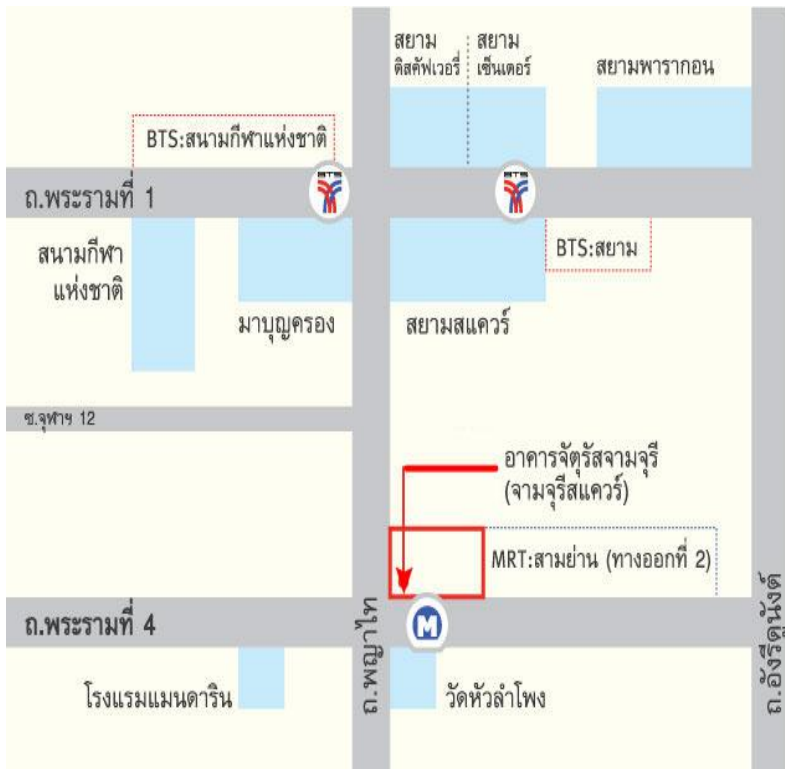 สยาม
ดิสคัฟเวอรี่
สยาม
เซ็นเตอร์
สยามพารากอน
BTS:สนามกีฬาแห่งชาติ
BTS
BTS
ถ.พระรามที่ 1
สนามกีฬา
แห่งชาติ
มาบุญครอง
สยามสแควร์
BTS:สยาม
ซ.จุฬาฯ 12
อาคารจัตุรัสจามจุรี
(จามจุรีสแควร์)
MRT:สามย่าน (ทางออกที่ 2)
ถ.พระรามที่ 4
M
ถ.พญาไท
ถ.อังรีดูนังต์
โรงแรมแมนดาริน
วัดหัวลำโพง